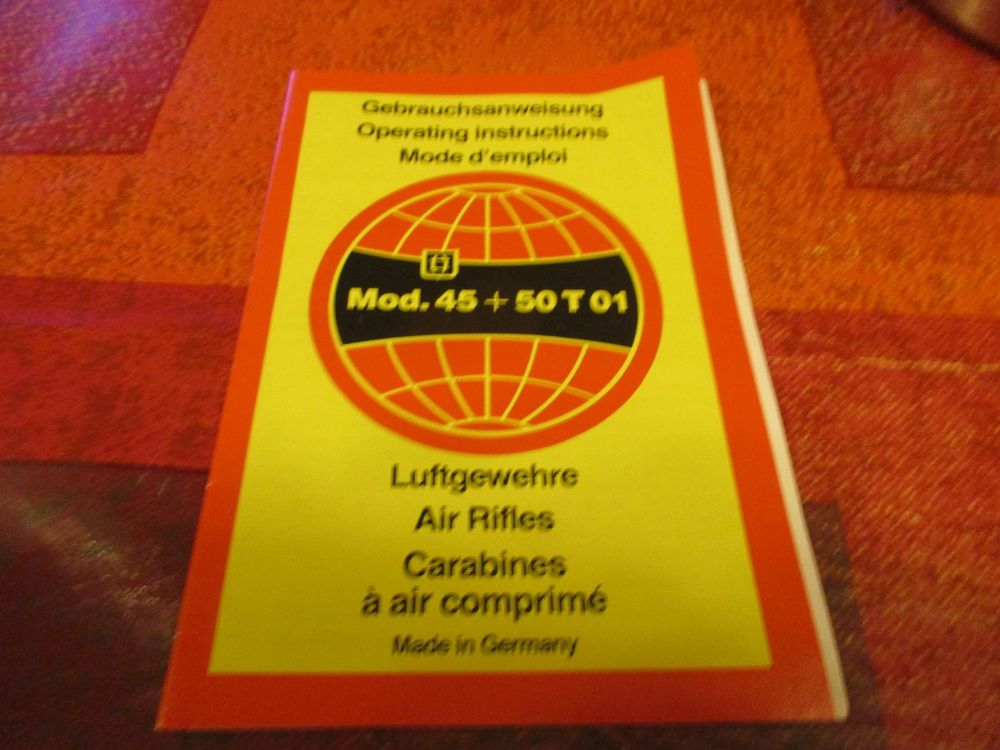 Gebrauchsanweisung
Operating instructions
Mode d'emploi
H
Mod. 45 + 50 T 01
Luftgewehre
Air Rifles
Carabines
à air comprimé
Made in Germany